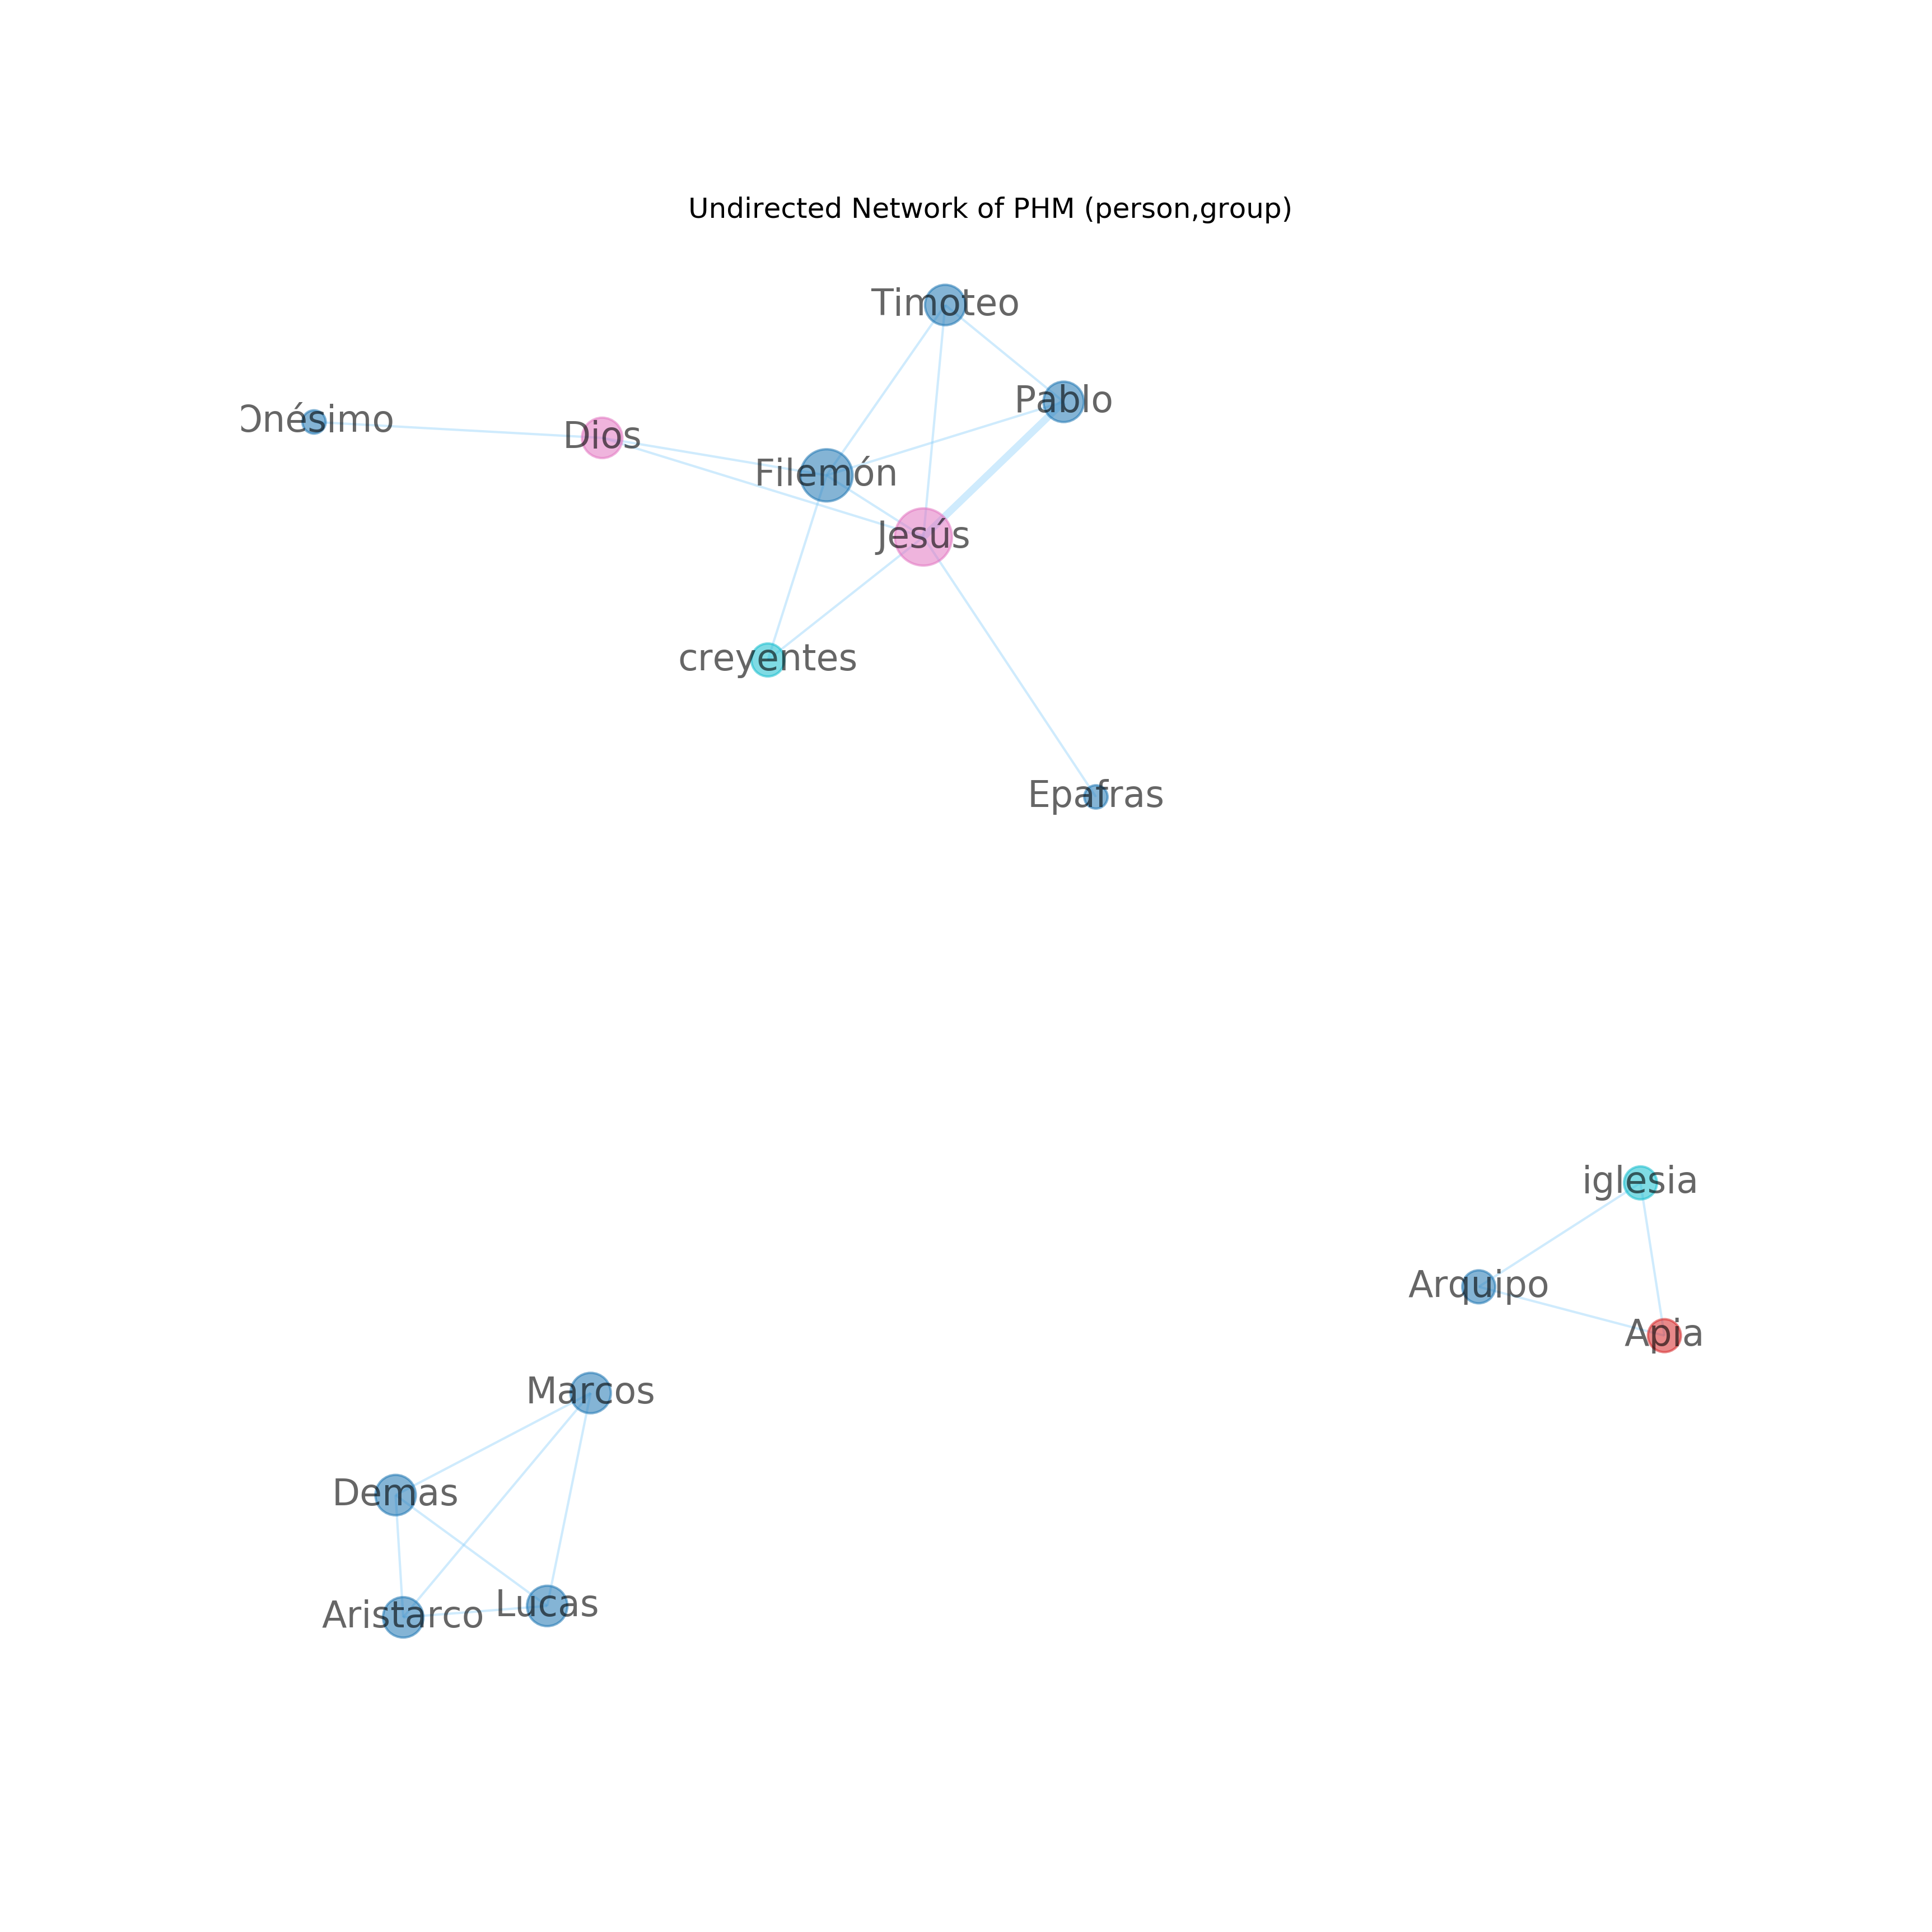 Undirected Network of PHM (person,group)
Timoteo
Pablo
Onésimo
Dios
Filemón
Jesús
creyentes
Epafras
iglesia
Arquipo
Apia
Marcos
Demas
Lucas
Aristarco